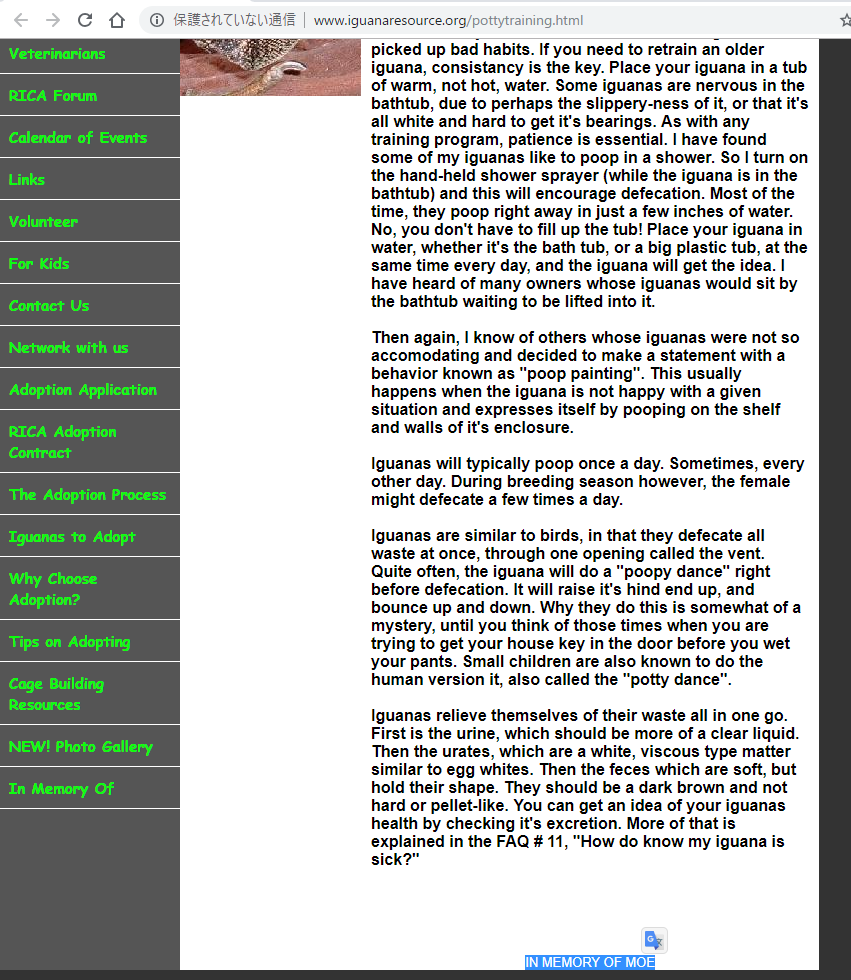 保護されていない通信 | www.iguanaresource.org/pottytraining.html
Veterinarians
RICA Forum
Calendar of Events
Links
Volunteer
For Kids
Contact Us
Network with us
Adoption Application
RICA Adoption
Contract
The Adoption Process
Iguanas to Adopt
Why Choose
Adoption?
Tips on Adopting
Cage Building
Resources
NEW! Photo Gallery
In Memory Of
picked up bad habits. If you need to retrain an older
iguana, consistancy is the key. Place your iguana in a tub
of warm, not hot, water. Some iguanas are nervous in the
bathtub, due to perhaps the slippery-ness of it, or that it's
all white and hard to get it's bearings. As with any
training program, patience is essential. I have found
some of my iguanas like to poop in a shower. So I turn on
the hand-held shower sprayer (while the iguana is in the
bathtub) and this will encourage defecation. Most of the
time, they poop right away in just a few inches of water.
No, you don't have to fill up the tub! Place your iguana in
water, whether it's the bath tub, or a big plastic tub, at the
same time every day, and the iguana will get the idea. I
have heard of many owners whose iguanas would sit by
the bathtub waiting to be lifted into it.
Then again, I know of others whose iguanas were not so
accomodating and decided to make a statement with a
behavior known as "poop painting". This usually
happens when the iguana is not happy with a given
situation and expresses itself by pooping on the shelf
and walls of it's enclosure.
Iguanas will typically poop once a day. Sometimes, every
other day. During breeding season however, the female
might defecate a few times a day.
Iguanas are similar to birds, in that they defecate all
waste at once, through one opening called the vent.
Quite often, the iguana will do a "poopy dance" right
before defecation. It will raise it's hind end up, and
bounce up and down. Why they do this is somewhat of a
mystery, until you think of those times when you are
trying to get your house key in the door before you wet
your pants. Small children are also known to do the
human version it, also called the "potty dance".
Iguanas relieve themselves of their waste all in one go.
First is the urine, which should be more of a clear liquid.
Then the urates, which are a white, viscous type matter
similar to egg whites. Then the feces which are soft, but
hold their shape. They should be a dark brown and not
hard or pellet-like. You can get an idea of your iguanas
health by checking it's excretion. More of that is
explained in the FAQ # 11, "How do know my iguana is
sick?"
IN MEMORY OF MOE